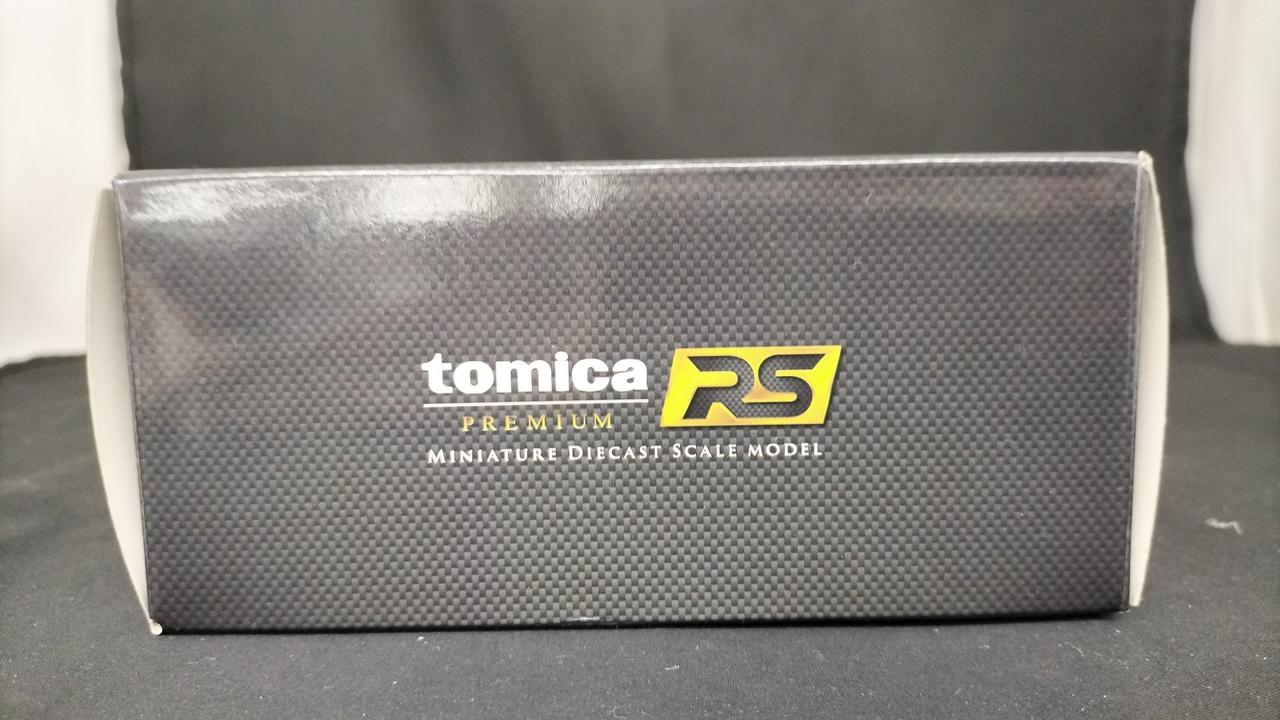 tomica RS
PREMIUM
MINIATURE DIECAST SCALE MODEL